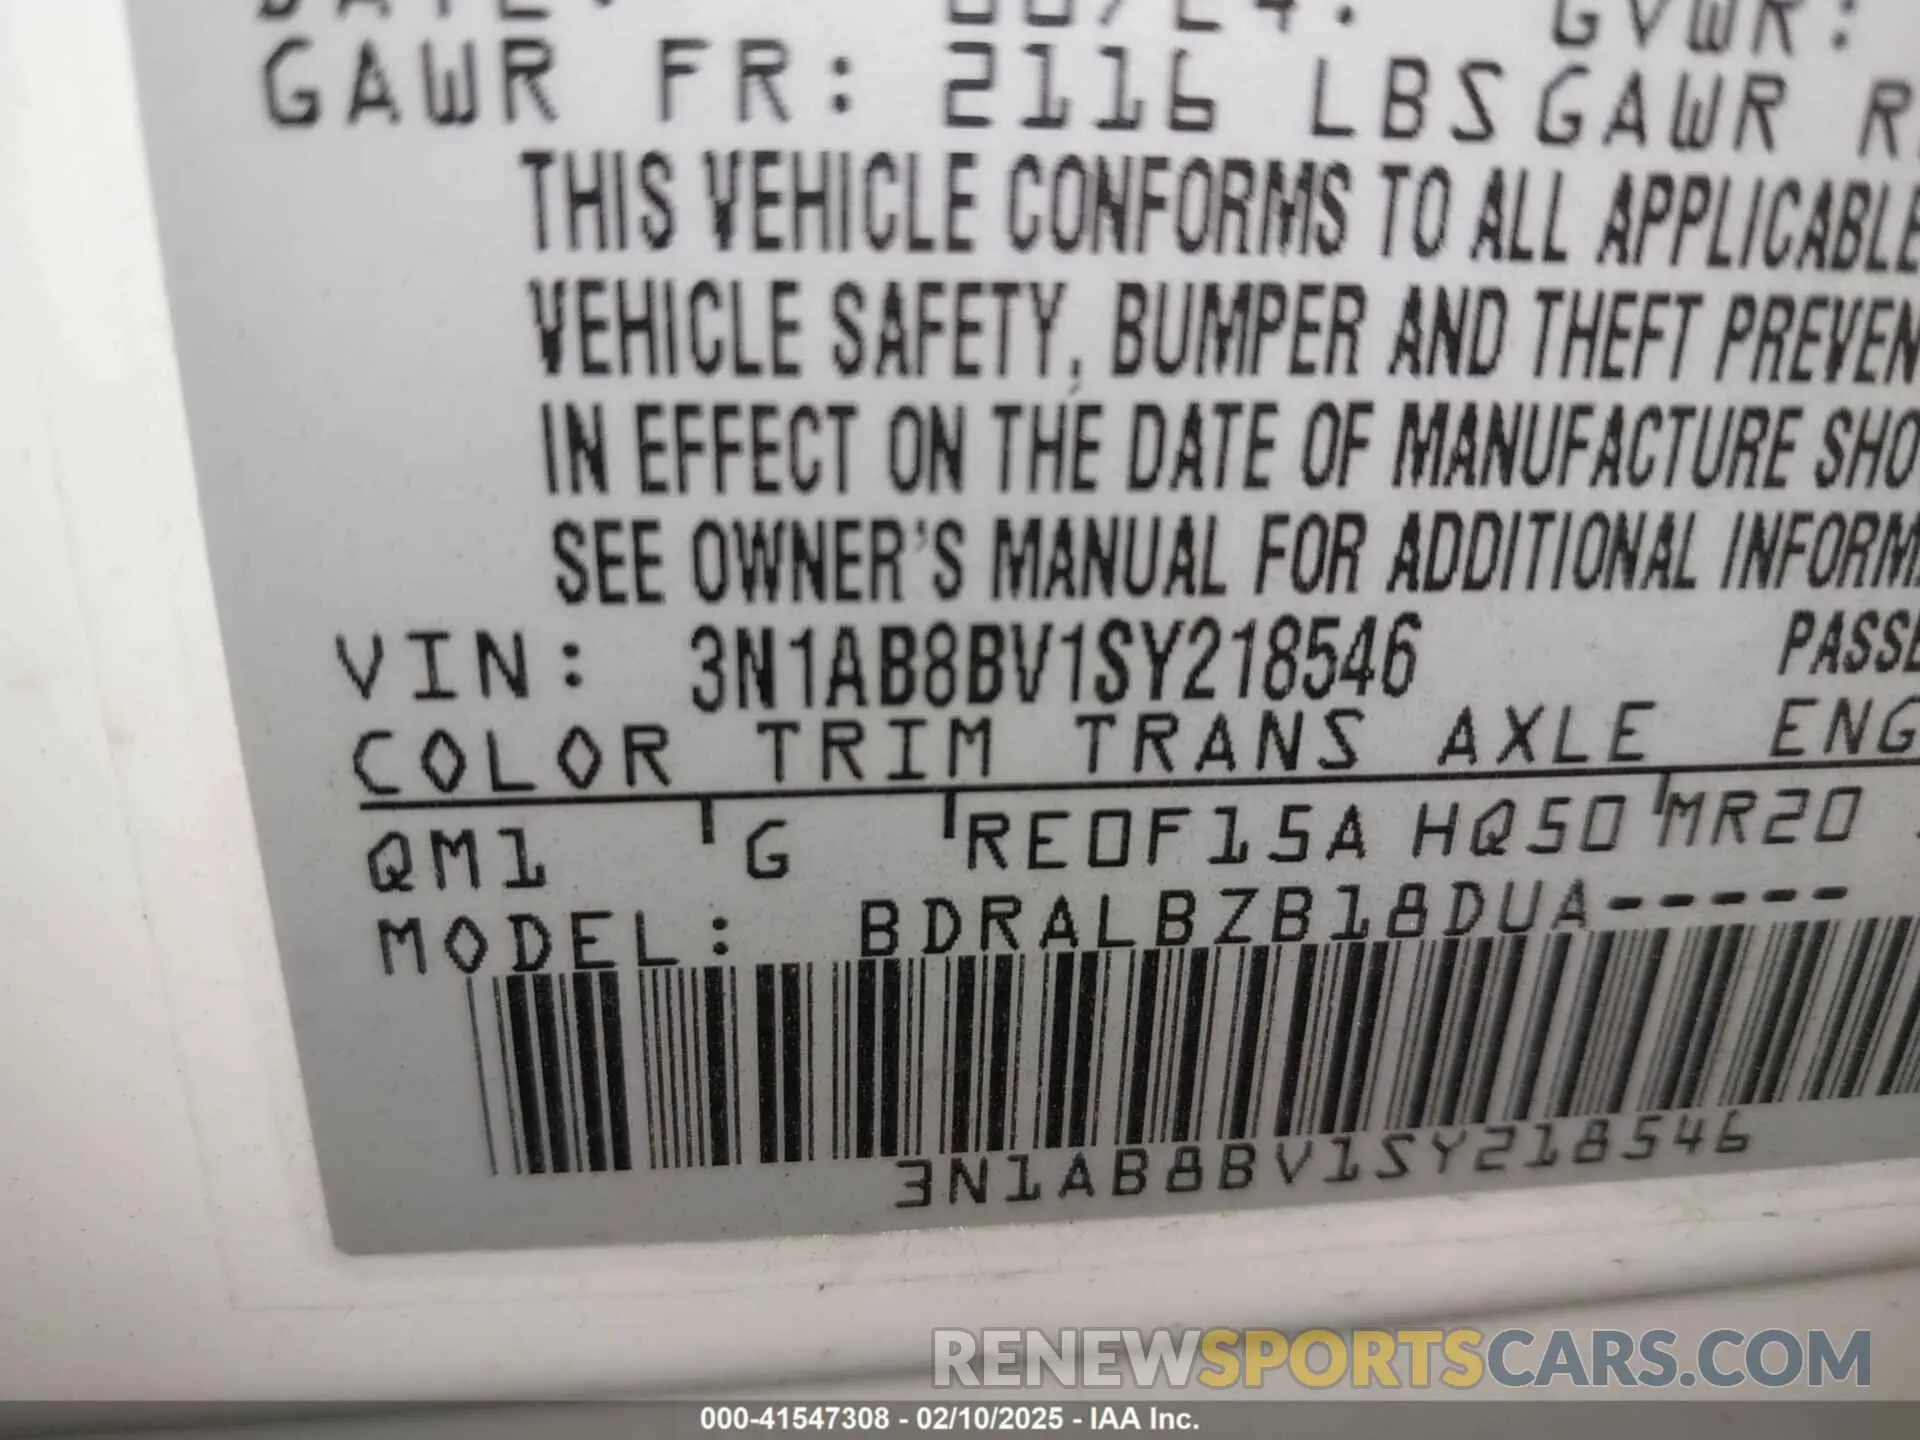 GVWR:
GAWR FR: 2116 LBS GAWR
THIS VEHICLE CONFORMS TO ALL APPLICABLE
VEHICLE SAFETY, BUMPER AND THEFT PREVEN
IN EFFECT ON THE DATE OF MANUFACTURE SHO
SEE OWNER'S MANUAL FOR ADDITIONAL INFORM
VIN: 3N1AB8BV1SY218546 PASSE
COLOR TRIM TRANS AXLE ENG
QM1 G RE0F15A HQ50 MR20
MODEL: BDRALBZB18DUA-----
3N1AB8BV1SY218546
RENEWSPORTSCARS.COM
000-41547308 - 02/10/2025 - IAA Inc.